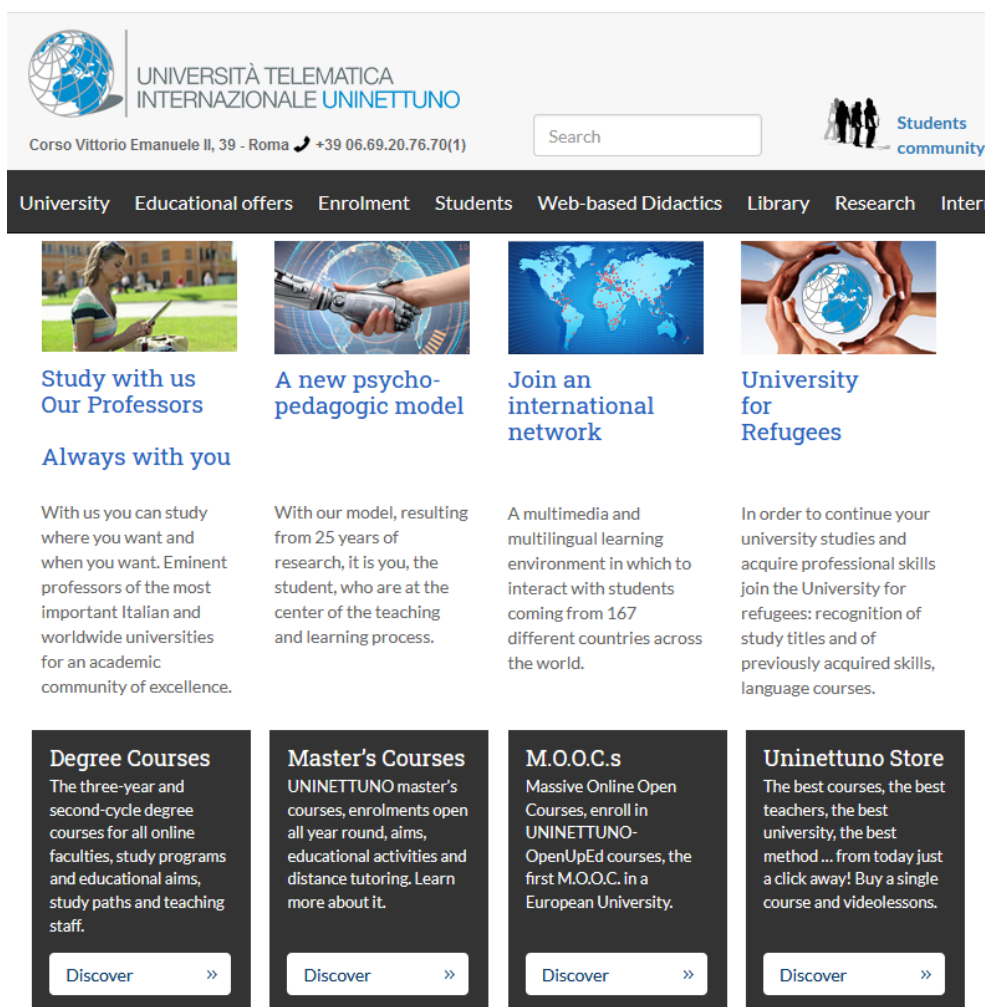 UNIVERSITÀ TELEMATICA
INTERNAZIONALE UNINETTUNO
Corso Vittorio Emanuele II, 39 - Roma +39 06.69.20.76.70(1)
Search
Students
community
University Educational offers Enrolment Students Web-based Didactics Library Research Inter
Study with us
Our Professors
Always with you
With us you can study
where you want and
when you want. Eminent
professors of the most
important Italian and
worldwide universities
for an academic
community of excellence.
A new psycho-
pedagogic model
With our model, resulting
from 25 years of
research, it is you, the
student, who are at the
center of the teaching
and learning process.
Join an
international
network
A multimedia and
multilingual learning
environment in which to
interact with students
coming from 167
different countries across
the world.
University
for
Refugees
In order to continue your
university studies and
acquire professional skills
join the University for
refugees: recognition of
study titles and of
previously acquired skills,
language courses.
Degree Courses
The three-year and
second-cycle degree
courses for all online
faculties, study programs
and educational aims,
study paths and teaching
staff.
Discover »
Master's Courses
UNINETTUNO master's
courses, enrolments open
all year round, aims,
educational activities and
distance tutoring. Learn
more about it.
Discover »
M.O.O.C.s
Massive Online Open
Courses, enroll in
UNINETTUNO-
OpenUpEd courses, the
first M.O.O.C. in a
European University.
Discover »
Uninettuno Store
The best courses, the best
teachers, the best
university, the best
method ... from today just
a click away! Buy a single
course and videolessons.
Discover »